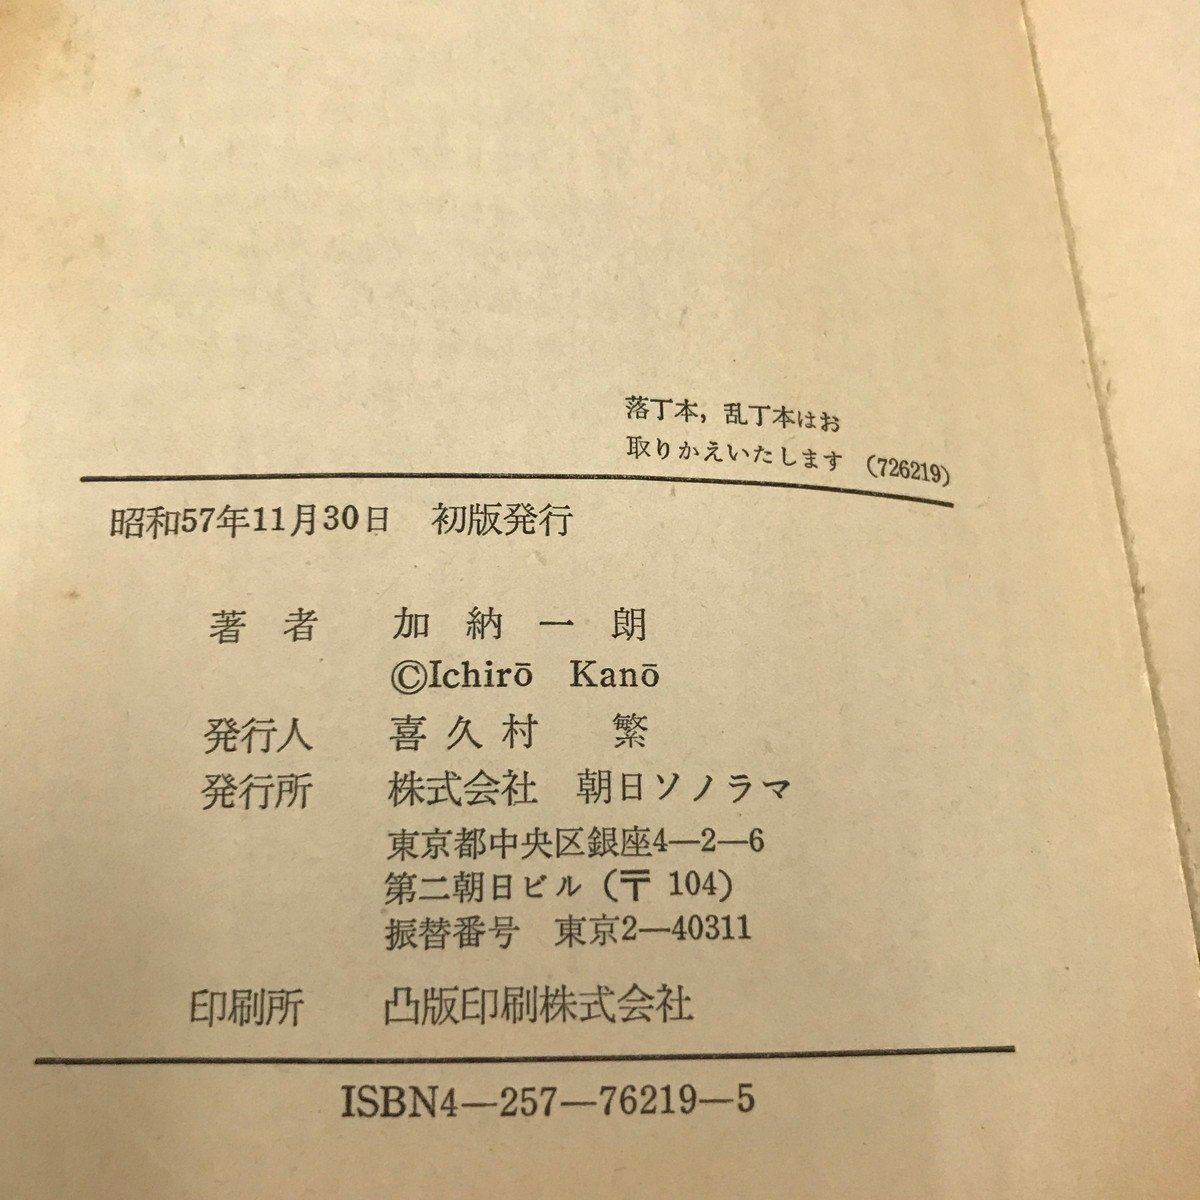 落丁本，乱丁本はお
取りかえいたします (726219)
昭和57年11月30日 初版発行
著者 加納一朗
©Ichirō Kanō
発行人 喜久村 繁
発行所 株式会社 朝日ソノラマ
東京都中央区銀座4―2―6
第二朝日ビル (〒 104)
振替番号 東京2―40311
印刷所 凸版印刷株式会社
ISBN4―257―76219―5